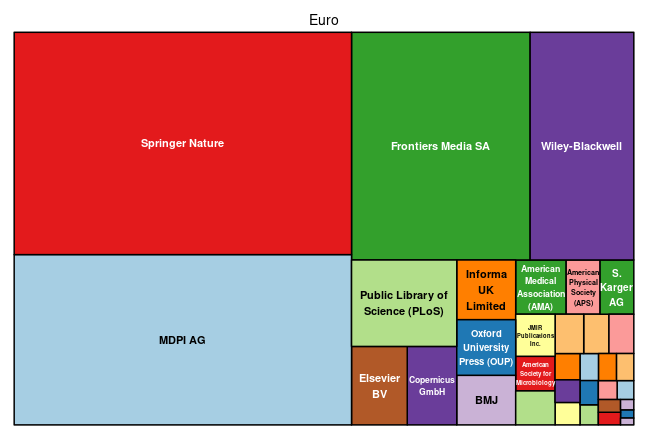 Euro
Springer Nature
Frontiers Media SA
Wiley-Blackwell
MDPI AG
Public Library of
Science (PLoS)
Informa
UK
Limited
American
Medical
Association
(AMA)
American
Physical
Society
(APS)
S.
Karger
AG
Oxford
University
Press (OUP)
JMIR
Publications
Inc.
Elsevier
BV
Copernicus
GmbH
BMJ
American
Society for
Microbiology